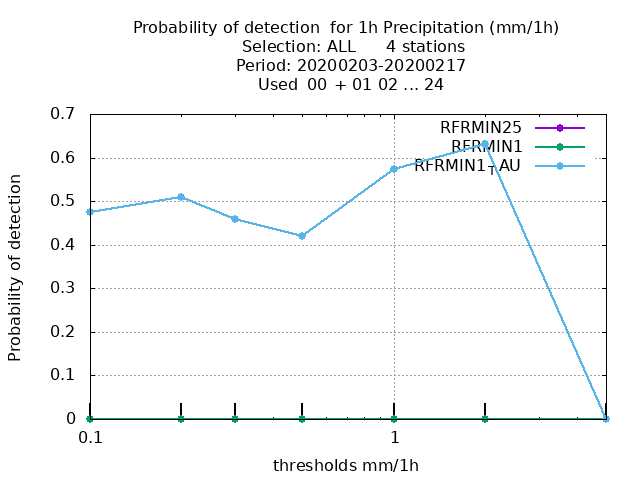 Probability of detection  for 1h Precipitation (mm/1h)
Selection: ALL      4 stations
Period: 20200203-20200217
Used  00  + 01 02 ... 24
0.7
0.6
0.5
0.4
0.3
0.2
0.1
0
Probability of detection
RFRMIN25
RFRMIN1
RFRMIN1TAU
0.1
1
thresholds mm/1h